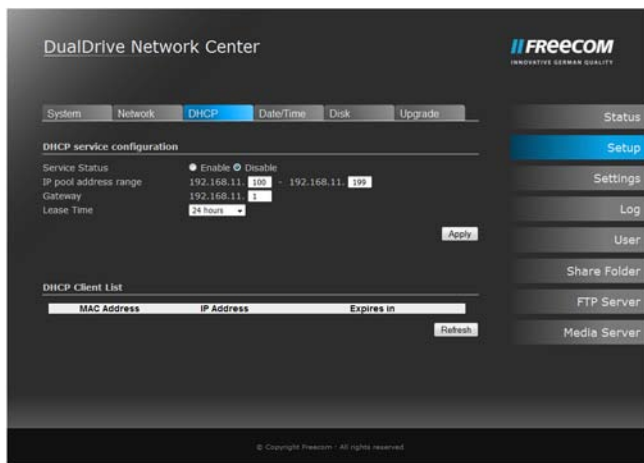 DualDrive Network Center
FREECOM
INNOVATIVE GERMAN QUALITY
System Network DHCP Date/Time Disk Upgrade
Status
Setup
Settings
Log
User
Share Folder
FTP Server
Media Server
DHCP service configuration
Service Status Enable Disable
IP pool address range 192.168.11. 100 - 192.168.11. 199
Gateway 192.168.11. 1
Lease Time 24 hours
Apply
DHCP Client List
MAC Address IP Address Expires in
Refresh
© Copyright Freecom - All rights reserved